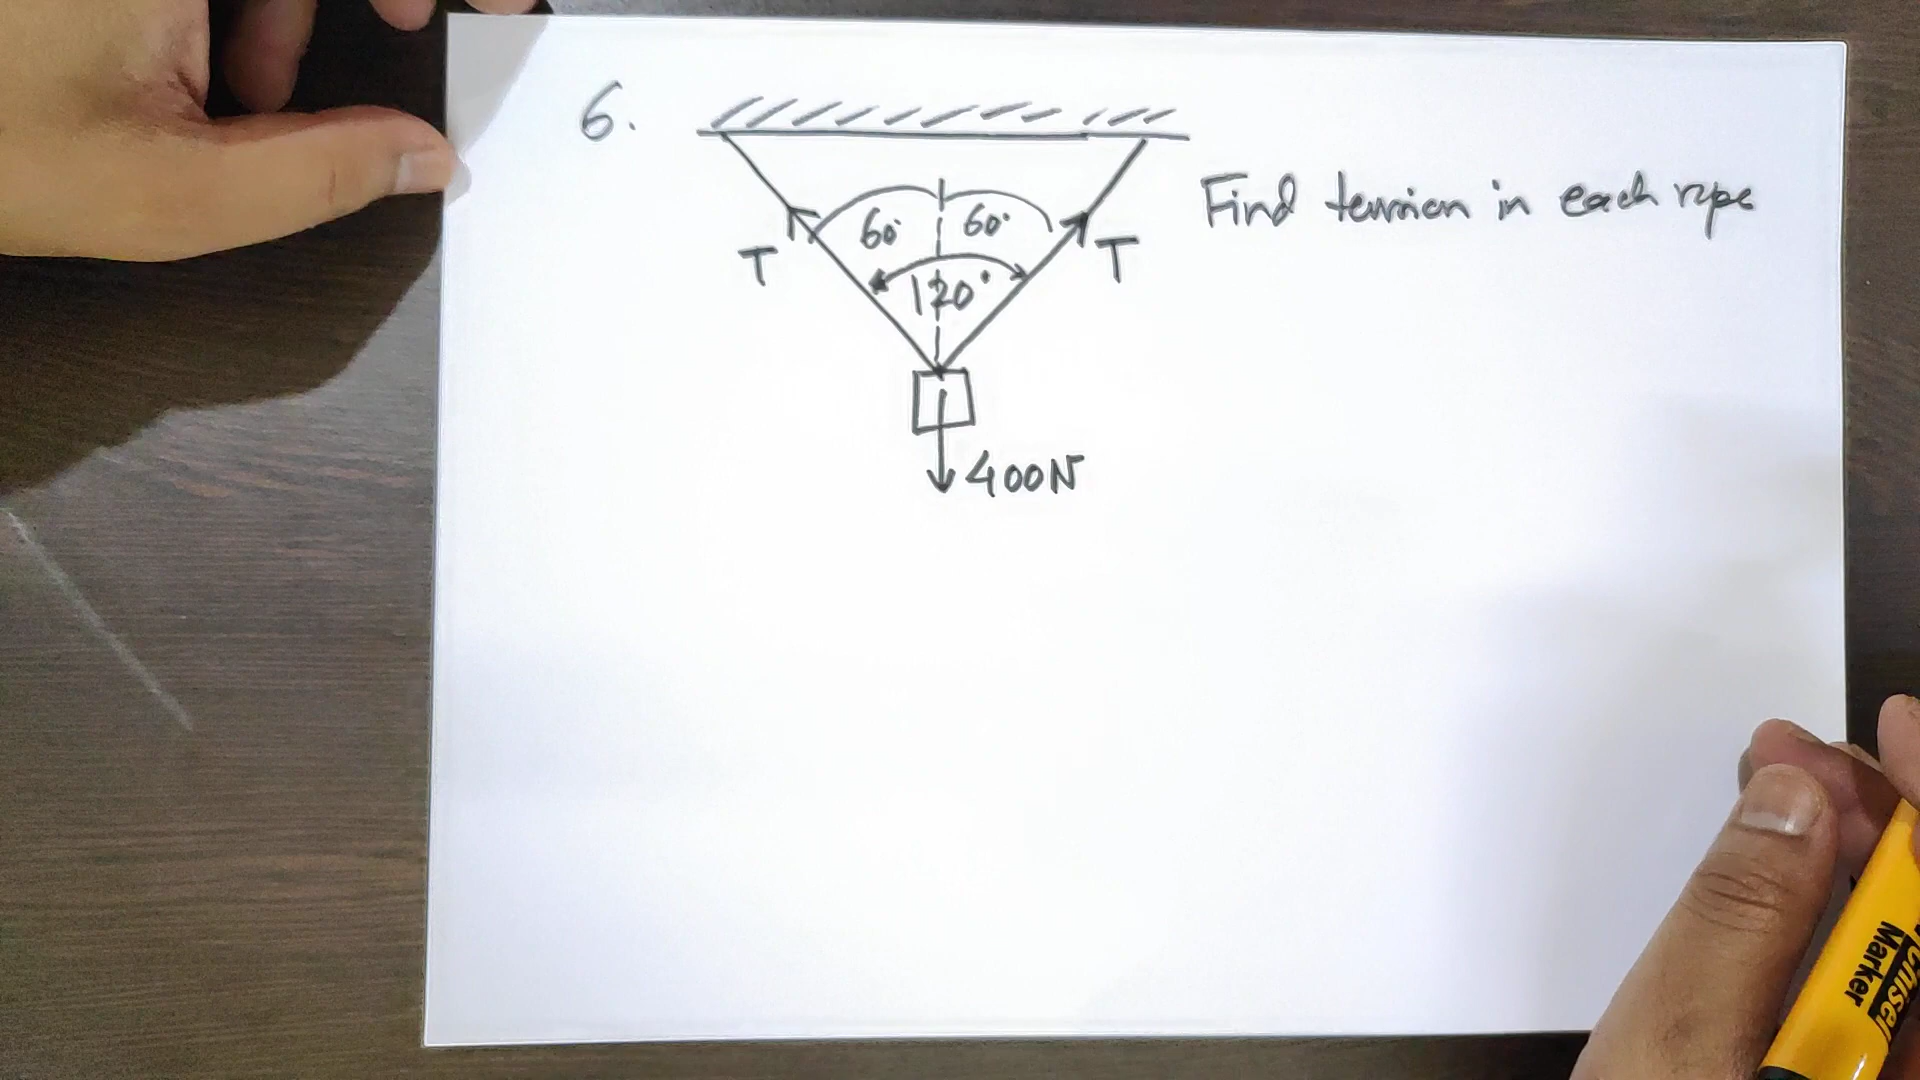 6.
Find tension in each rope
60° 60°
T T
120°
400N
Chisel
Marker